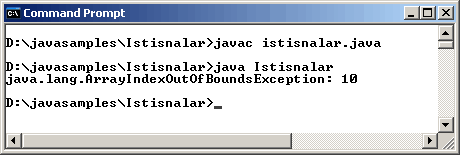 Command Prompt
D:\javasamples\Istisnalar>javac istisnalar.java
D:\javasamples\Istisnalar>java Istisnalar
java.lang.ArrayIndexOutOfBoundsException: 10
D:\javasamples\Istisnalar>_